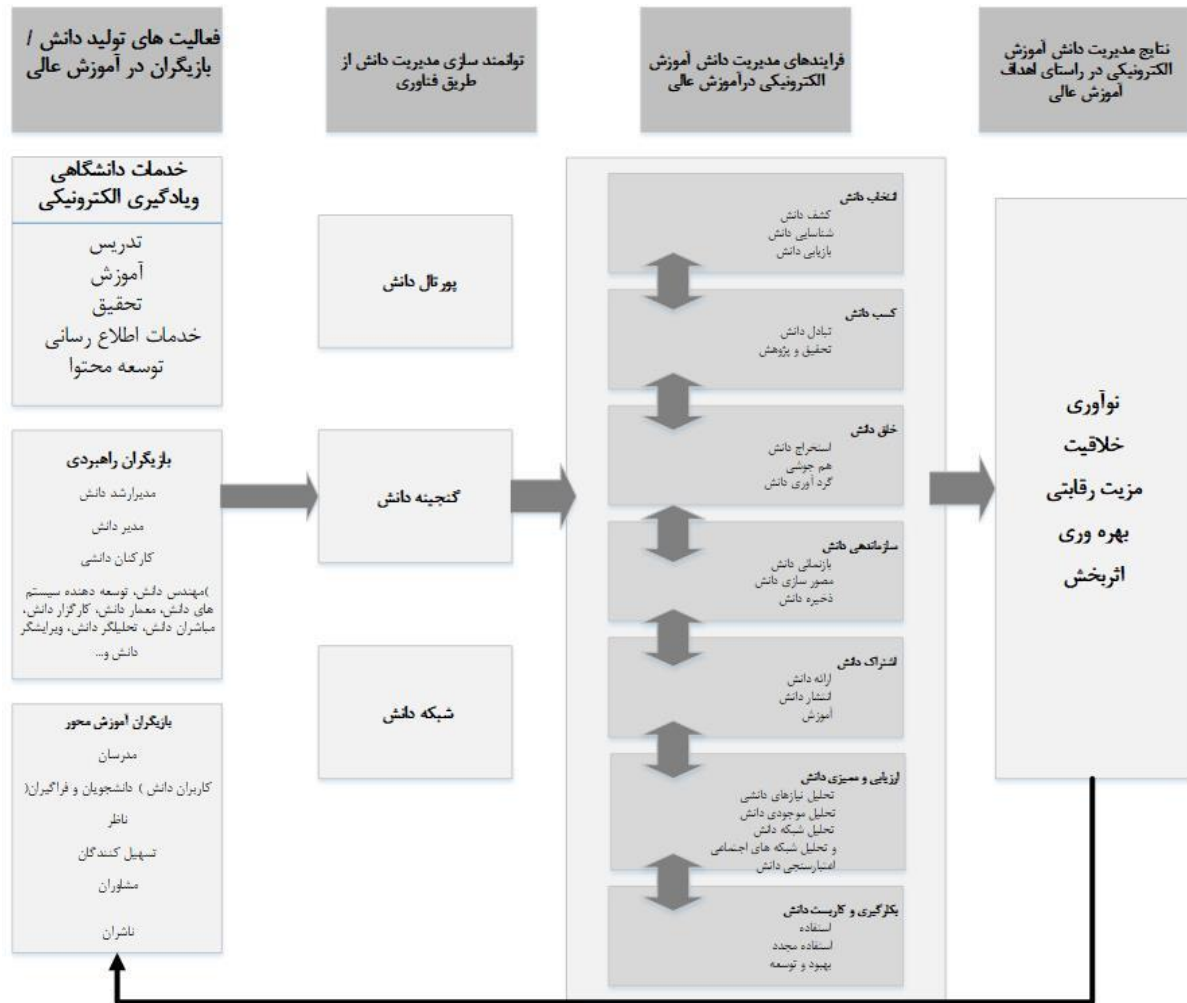 فعالیت های تولید دانش /
بازیگران در آموزش عالی
توانمند سازی مدیریت دانش از
طریق فناوری
فرایندهای مدیریت دانش آموزش
الکترونیکی درآموزش عالی
نتایج مدیریت دانش آموزش
الکترونیکی در راستای اهداف
آموزش عالی
خدمات دانشگاهی
ویادگیری الکترونیکی
تدریس
آموزش
تحقیق
خدمات اطلاع رسانی
توسعه محتوا
بازیگران راهبردی
مدیرارشد دانش
مدیر دانش
کارکنان دانشی
)مهندس دانش، توسعه دهنده سیستم
های دانش، معمار دانش، کارگزار دانش،
مباشران دانش، تحلیلگر دانش، ویرایشگر
دانش و...
بازیگران آموزش محور
مدرسان
کاربران دانش ) دانشجویان و فراگیران(
ناظر
تسهیل کنندگان
مشاوران
ناشران
پورتال دانش
گنجینه دانش
شبکه دانش
انتخاب دانش
کشف دانش
شناسایی دانش
بازیابی دانش
کسب دانش
تبادل دانش
تحقیق و پژوهش
خلق دانش
استخراج دانش
هم جوشی
گرد آوری دانش
سازماندهی دانش
بازنمائی دانش
مصور سازی دانش
ذخیره دانش
اشتراک دانش
ارائه دانش
انتشار دانش
آموزش
ارزیابی و ممیزی دانش
تحلیل نیازهای دانشی
تحلیل موجودی دانش
تحلیل شبکه دانش
و تحلیل شبکه های اجتماعی
اعتبارسنجی دانش
بکارگیری و کاربست دانش
استفاده
استفاده مجدد
بهبود و توسعه
نوآوری
خلاقیت
مزیت رقابتی
بهره وری
اثربخش